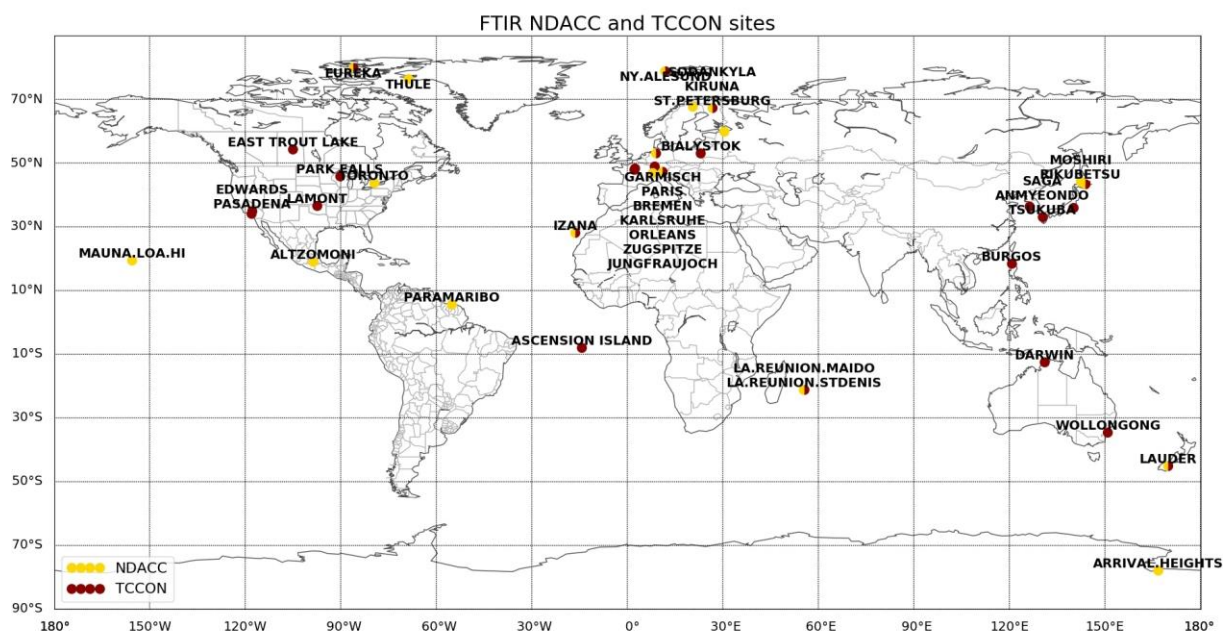 FTIR NDACC and TCCON sites
EUREKA
THULE
NY.ALESUND
SODANKYLA
KIRUNA
ST.PETERSBURG
70°N
EAST TROUT LAKE
BIALYSTOK
50°N
PARK FALLS
TORONTO
MOSHIRI
RIKUBETSU
SAGA
ANMYEONDO
TSUKUBA
EDWARDS
PASADENA
LAMONT
GARMISCH
PARIS
BREMEN
KARLSRUHE
ORLEANS
ZUGSPITZE
JUNGFRAUJOCH
30°N
IZANA
MAUNA.LOA.HI
ALTZOMONI
BURGOS
10°N
PARAMARIBO
10°S
ASCENSION ISLAND
DARWIN
LA.REUNION.MAIDO
LA.REUNION.STDENIS
30°S
WOLLONGONG
LAUDER
50°S
70°S
NDACC
TCCON
ARRIVAL.HEIGHTS
90°S
180° 150°W 120°W 90°W 60°W 30°W 0° 30°E 60°E 90°E 120°E 150°E 180°